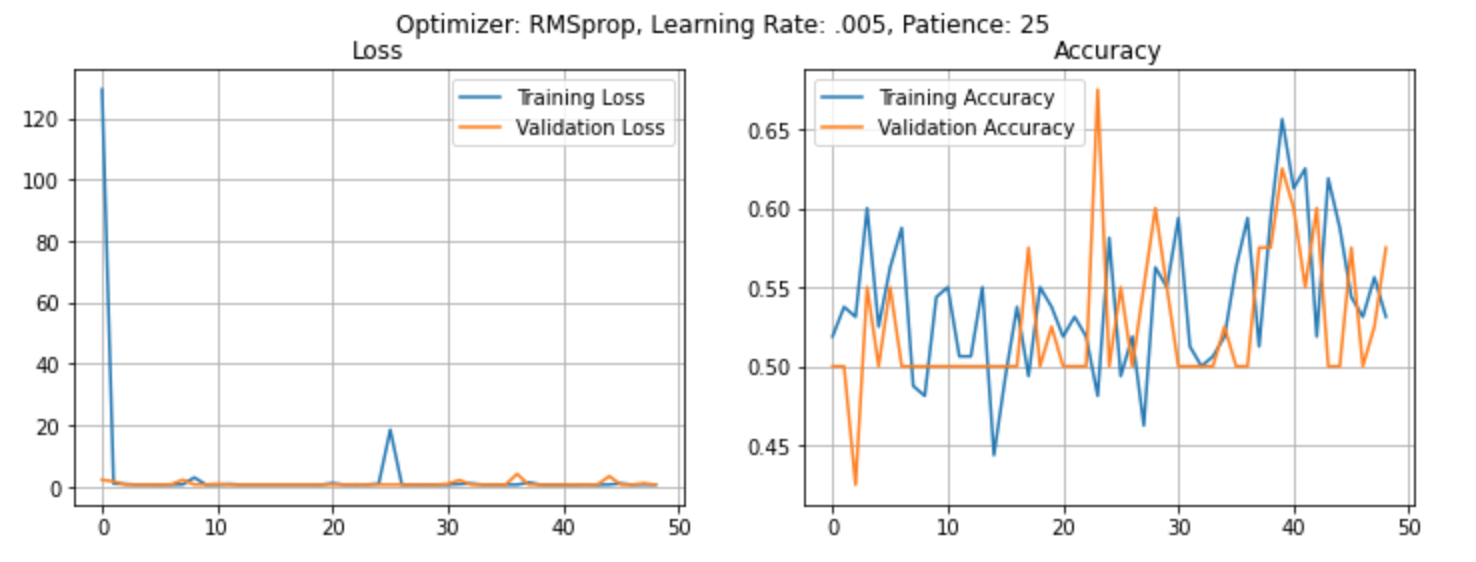 Optimizer: RMSprop, Learning Rate: .005, Patience: 25
Loss
Training Loss
Validation Loss
120
100
80
60
40
20
0
0 10 20 30 40 50
Accuracy
Training Accuracy
Validation Accuracy
0.65
0.60
0.55
0.50
0.45
0 10 20 30 40 50